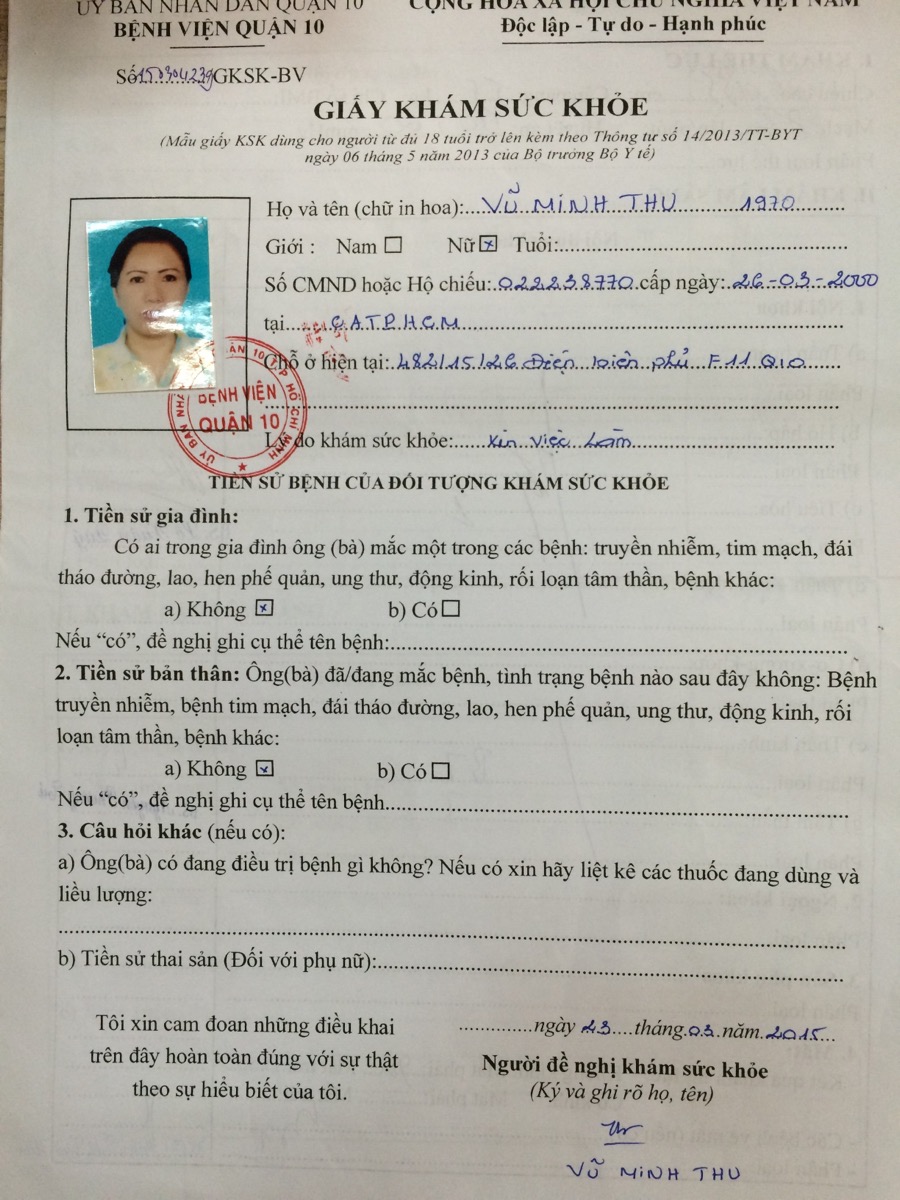 ỦY BAN NHÂN DÂN QUẬN 10
CỘNG HÒA XÃ HỘI CHỦ NGHĨA VIỆT NAM
BỆNH VIỆN QUẬN 10
Độc lập - Tự do - Hạnh phúc
Số150304239GKSK-BV
GIẤY KHÁM SỨC KHỎE
(Mẫu giấy KSK dùng cho người từ đủ 18 tuổi trở lên kèm theo Thông tư số 14/2013/TT-BYT
ngày 06 tháng 5 năm 2013 của Bộ trưởng Bộ Y tế)
Họ và tên (chữ in hoa): VŨ MINH THU 1970
Giới : Nam Nữ Tuổi:
Số CMND hoặc Hộ chiếu: 022238770 cấp ngày: 26-03-2000
tại CATPHCM
Chỗ ở hiện tại: 482/15/26 Điện biên phủ F11 Q10
BỆNH VIỆN
QUẬN 10
ỦY BAN NHÂN QUẬN 10 T.P HỒ CHÍ MINH
Lý do khám sức khỏe: Xin việc làm
TIỀN SỬ BỆNH CỦA ĐỐI TƯỢNG KHÁM SỨC KHỎE
1. Tiền sử gia đình:
Có ai trong gia đình ông (bà) mắc một trong các bệnh: truyền nhiễm, tim mạch, đái
tháo đường, lao, hen phế quản, ung thư, động kinh, rối loạn tâm thần, bệnh khác:
a) Không b) Có
Nếu “có”, đề nghị ghi cụ thể tên bệnh:
2. Tiền sử bản thân: Ông(bà) đã/đang mắc bệnh, tình trạng bệnh nào sau đây không: Bệnh
truyền nhiễm, bệnh tim mạch, đái tháo đường, lao, hen phế quản, ung thư, động kinh, rối
loạn tâm thần, bệnh khác:
a) Không b) Có
Nếu “có”, đề nghị ghi cụ thể tên bệnh
3. Câu hỏi khác (nếu có):
a) Ông(bà) có đang điều trị bệnh gì không? Nếu có xin hãy liệt kê các thuốc đang dùng và
liều lượng:
b) Tiền sử thai sản (Đối với phụ nữ):
Tôi xin cam đoan những điều khai
trên đây hoàn toàn đúng với sự thật
theo sự hiểu biết của tôi.
ngày 23 tháng 03 năm 2015
Người đề nghị khám sức khỏe
(Ký và ghi rõ họ, tên)
VŨ MINH THU